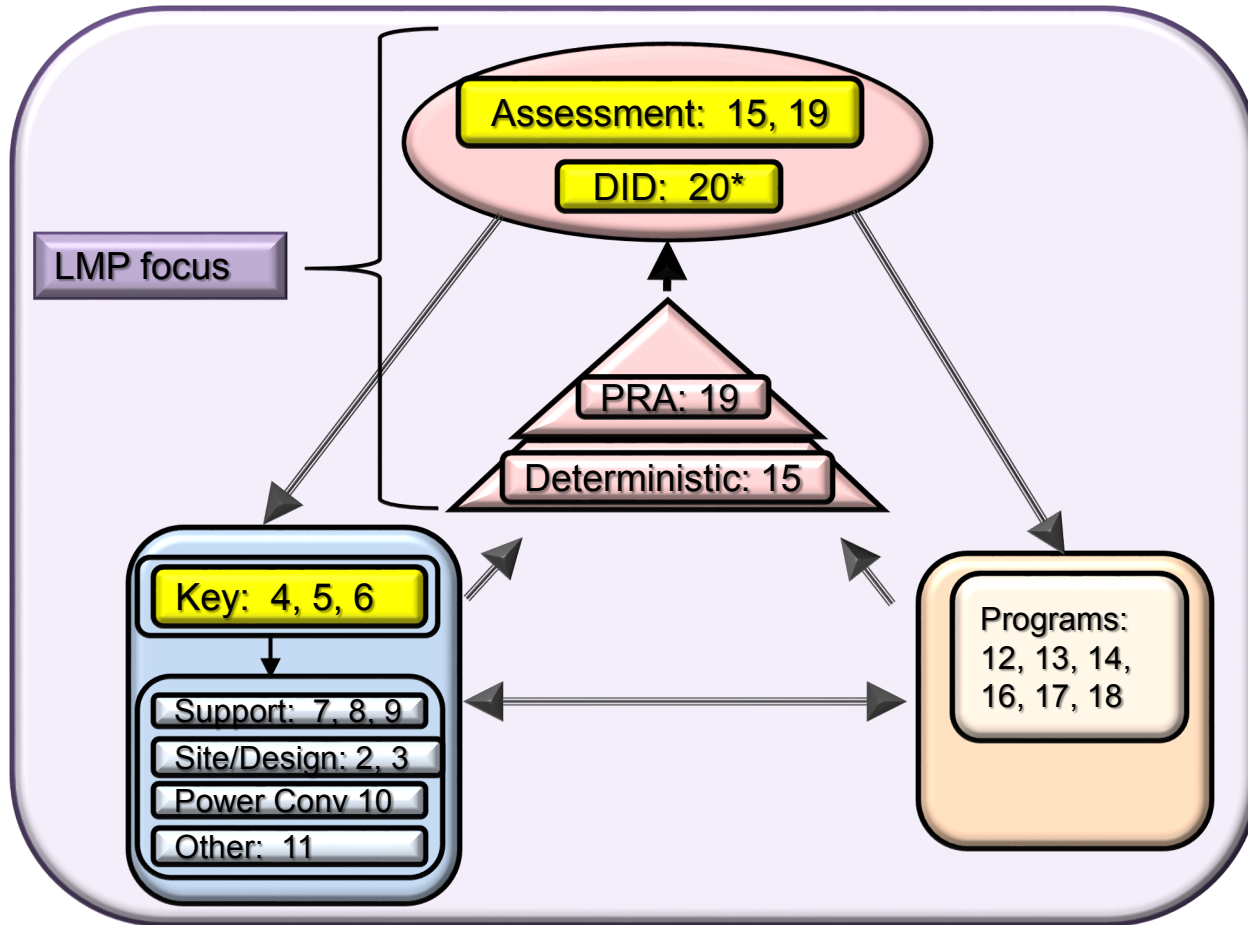 Assessment: 15, 19
DID: 20*
LMP focus
PRA: 19
Deterministic: 15
Key: 4, 5, 6
Support: 7, 8, 9
Site/Design: 2, 3
Power Conv 10
Other: 11
Programs:
12, 13, 14,
16, 17, 18